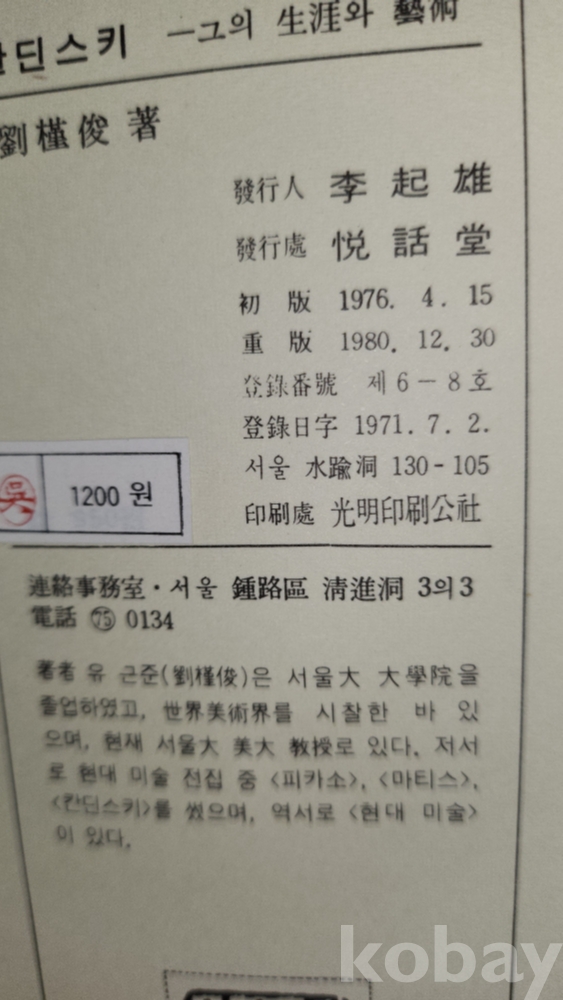 칸딘스키 —그의 生涯와 藝術
劉槿俊 著
發行人 李起雄
發行處 悅話堂
初版 1976. 4. 15
重版 1980. 12. 30
登錄番號 제6-8호
登錄日字 1971. 7. 2.
서울 水踰洞 130-105
印刷處 光明印刷公社
吳 1200 원
連絡事務室·서울 鍾路區 淸進洞 3의3
電話 75 0134
著者 유 근준(劉槿俊)은 서울大 大學院을
졸업하였고, 世界美術界를 시찰한 바 있
으며, 현재 서울大 美大 敎授로 있다. 저서
로 현대 미술 전집 중 <피카소>, <마티스>,
<칸딘스키>를 썼으며, 역서로 <현대 미술>
이 있다.
kobay